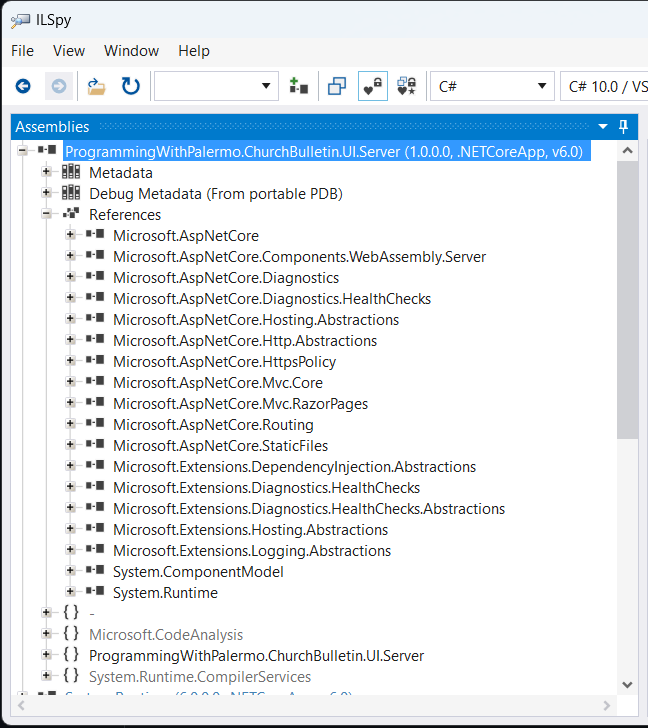 ILSpy
File View Window Help
C# C# 10.0 / VS
Assemblies
ProgrammingWithPalermo.ChurchBulletin.UI.Server (1.0.0.0, .NETCoreApp, v6.0)
Metadata
Debug Metadata (From portable PDB)
References
Microsoft.AspNetCore
Microsoft.AspNetCore.Components.WebAssembly.Server
Microsoft.AspNetCore.Diagnostics
Microsoft.AspNetCore.Diagnostics.HealthChecks
Microsoft.AspNetCore.Hosting.Abstractions
Microsoft.AspNetCore.Http.Abstractions
Microsoft.AspNetCore.HttpsPolicy
Microsoft.AspNetCore.Mvc.Core
Microsoft.AspNetCore.Mvc.RazorPages
Microsoft.AspNetCore.Routing
Microsoft.AspNetCore.StaticFiles
Microsoft.Extensions.DependencyInjection.Abstractions
Microsoft.Extensions.Diagnostics.HealthChecks
Microsoft.Extensions.Diagnostics.HealthChecks.Abstractions
Microsoft.Extensions.Hosting.Abstractions
Microsoft.Extensions.Logging.Abstractions
System.ComponentModel
System.Runtime
{ } -
{ } Microsoft.CodeAnalysis
{ } ProgrammingWithPalermo.ChurchBulletin.UI.Server
{ } System.Runtime.CompilerServices